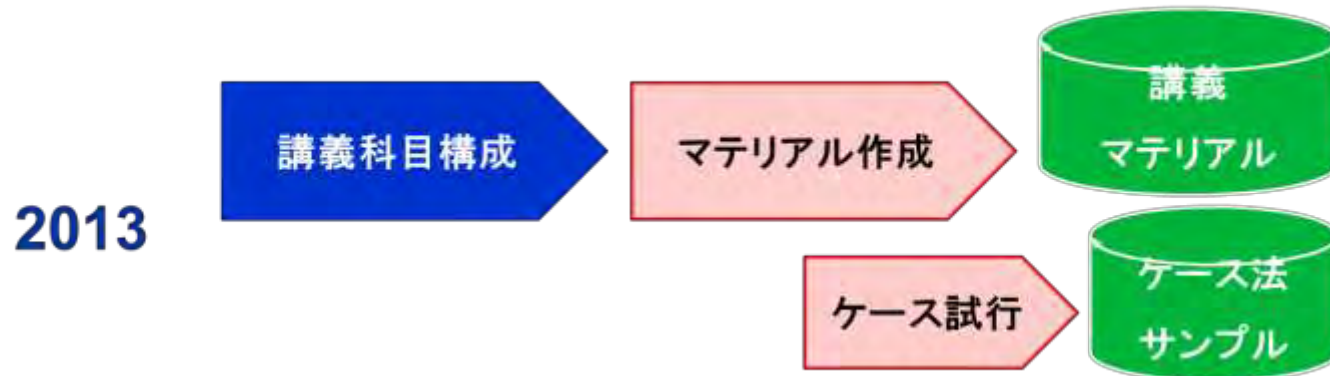 講義科目構成
マテリアル作成
講義
マテリアル
2013
ケース試行
ケース法
サンプル